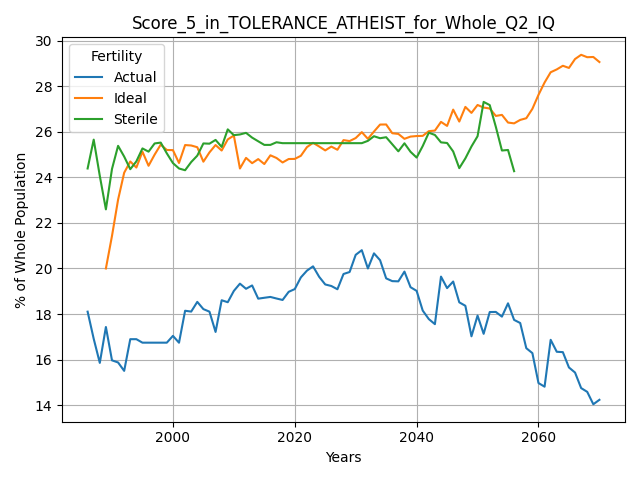 Score_5_in_TOLERANCE_ATHEIST_for_Whole_Q2_IQ
Fertility
Actual
Ideal
Sterile
30
28
26
24
22
20
18
16
14
% of Whole Population
2000
2020
2040
2060
Years